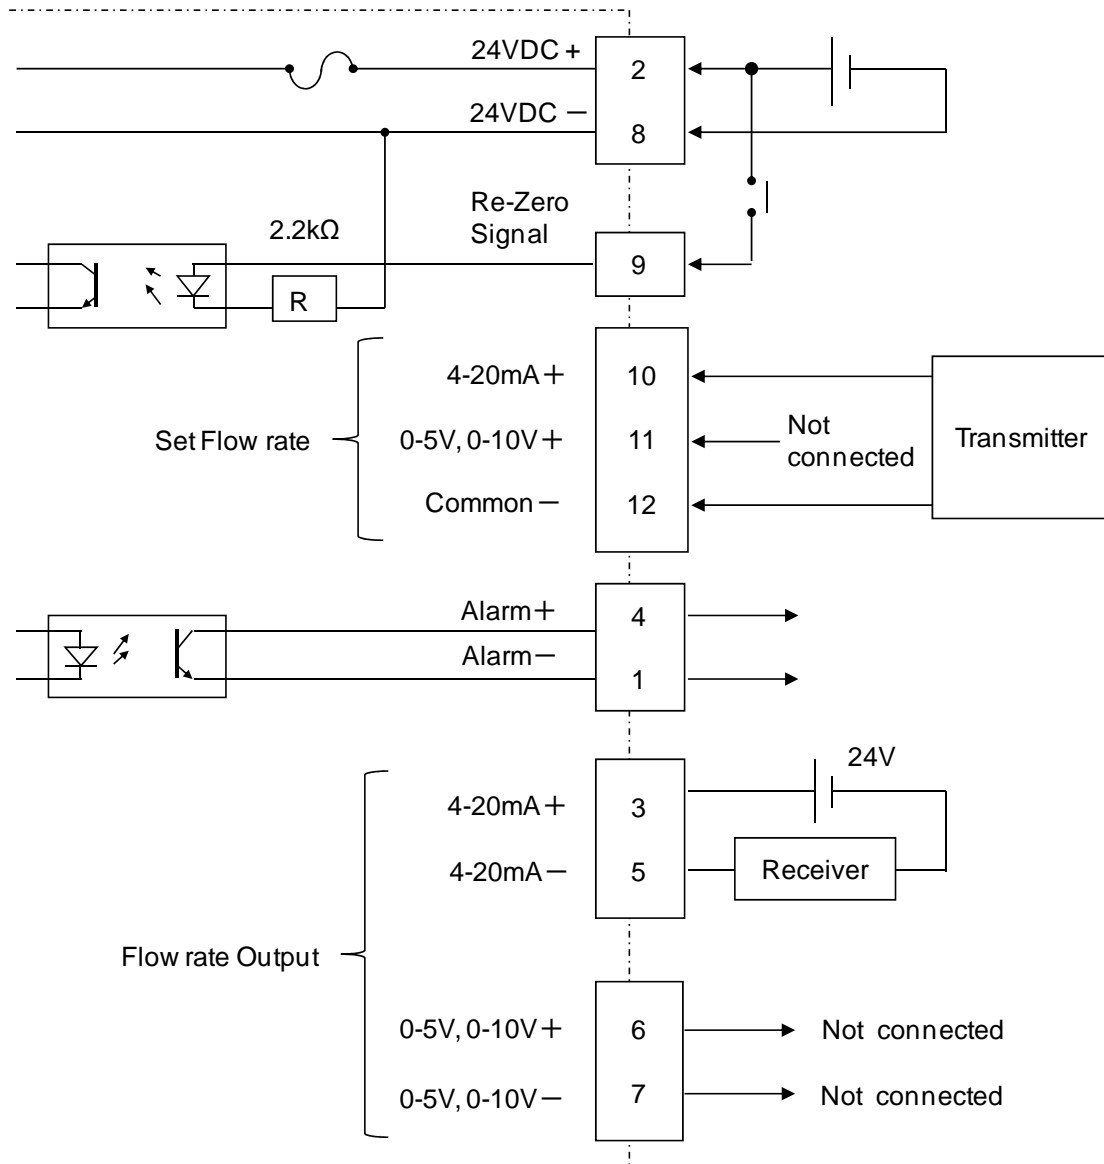 24VDC＋
2
24VDC－
8
Re-Zero
Signal
2.2kΩ
9
R
4-20mA＋
10
Set Flow rate
0-5V, 0-10V＋
11
Not
connected
Transmitter
Common－
12
Alarm＋
4
Alarm－
1
24V
4-20mA＋
3
4-20mA－
5
Receiver
Flow rate Output
0-5V, 0-10V＋
6
Not connected
0-5V, 0-10V－
7
Not connected